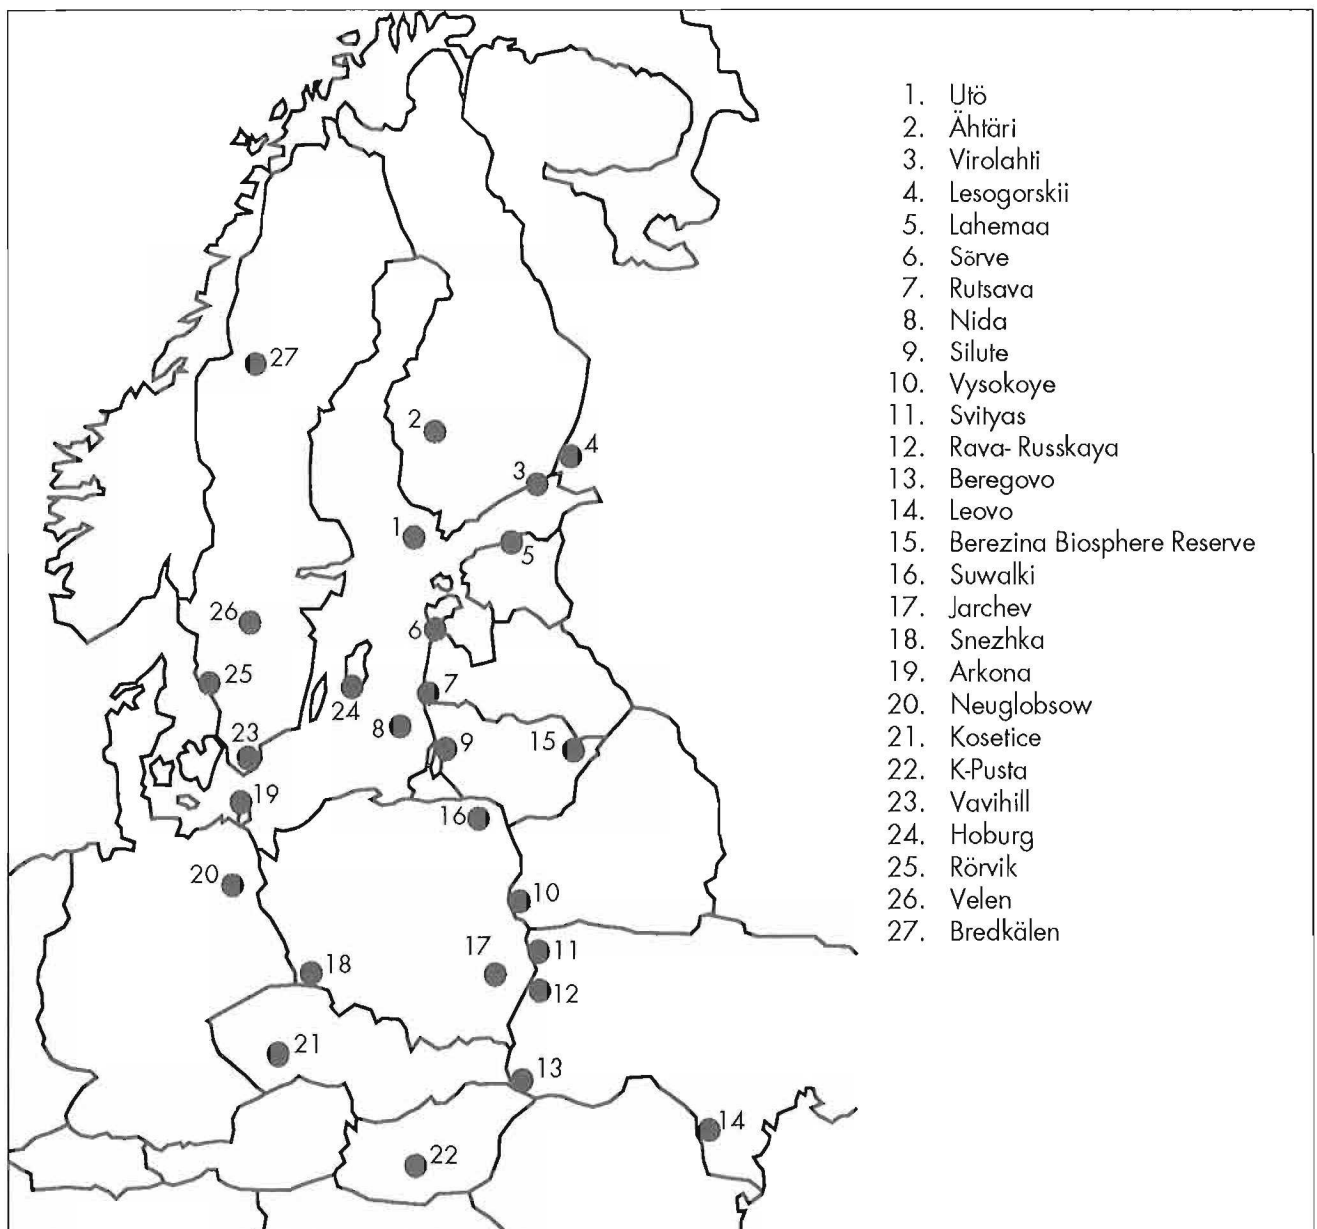 1. Utö
2. Ähtäri
3. Virolahti
4. Lesogorskii
5. Lahemaa
6. Sõrve
7. Rutsava
8. Nida
9. Silute
10. Vysokoye
11. Svityas
12. Rava- Russkaya
13. Beregovo
14. Leovo
15. Berezina Biosphere Reserve
16. Suwalki
17. Jarchev
18. Snezhka
19. Arkona
20. Neuglobsow
21. Kosetice
22. K-Pusta
23. Vavihill
24. Hoburg
25. Rörvik
26. Velen
27. Bredkälen
27
2
4
3
1
5
26
6
25
7
24
8
23
9
15
19
16
20
10
11
17
18
12
21
13
14
22